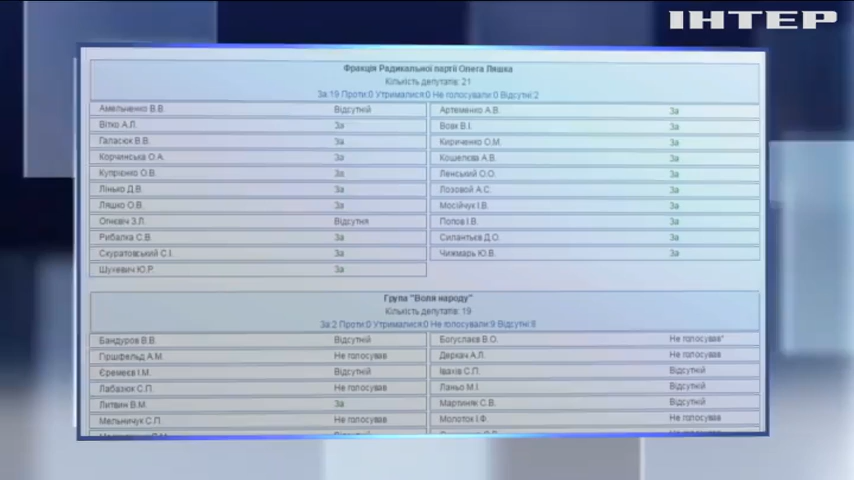 ІНТЕР
Фракція Радикальної партії Олега Ляшка
Кількість депутатів: 21
За:19 Проти:0 Утрималися:0 Не голосували:0 Відсутні:2
Амельченко В.В. Відсутній Артеменко А.В. За
Вітко А.Л. За Вовк В.І. За
Галасюк В.В. За Кириченко О.М. За
Корчинська О.А. За Кошелєва А.В. За
Купрієнко О.В. За Ленський О.О. За
Лінько Д.В. За Лозовой А.С. За
Ляшко О.В. За Мосійчук І.В. За
Огнєвіч З.Л. Відсутня Попов І.В. За
Рибалка С.В. За Силантьєв Д.О. За
Скуратовський С.І. За Чижмарь Ю.В. За
Шухевич Ю.Р. За
Група "Воля народу"
Кількість депутатів: 19
За:2 Проти:0 Утрималися:0 Не голосували:9 Відсутні:8
Бандуров В.В. Відсутній Богуслаєв В.О. Не голосував*
Гіршфельд А.М. Не голосував Деркач А.Л. Не голосував
Єремеєв І.М. Відсутній Івахів С.П. Відсутній
Лабазюк С.П. Не голосував Ланьо М.І. Відсутній
Литвин В.М. За Мартиняк С.В. Відсутній
Мельничук С.П. Не голосував Молоток І.Ф. Не голосував